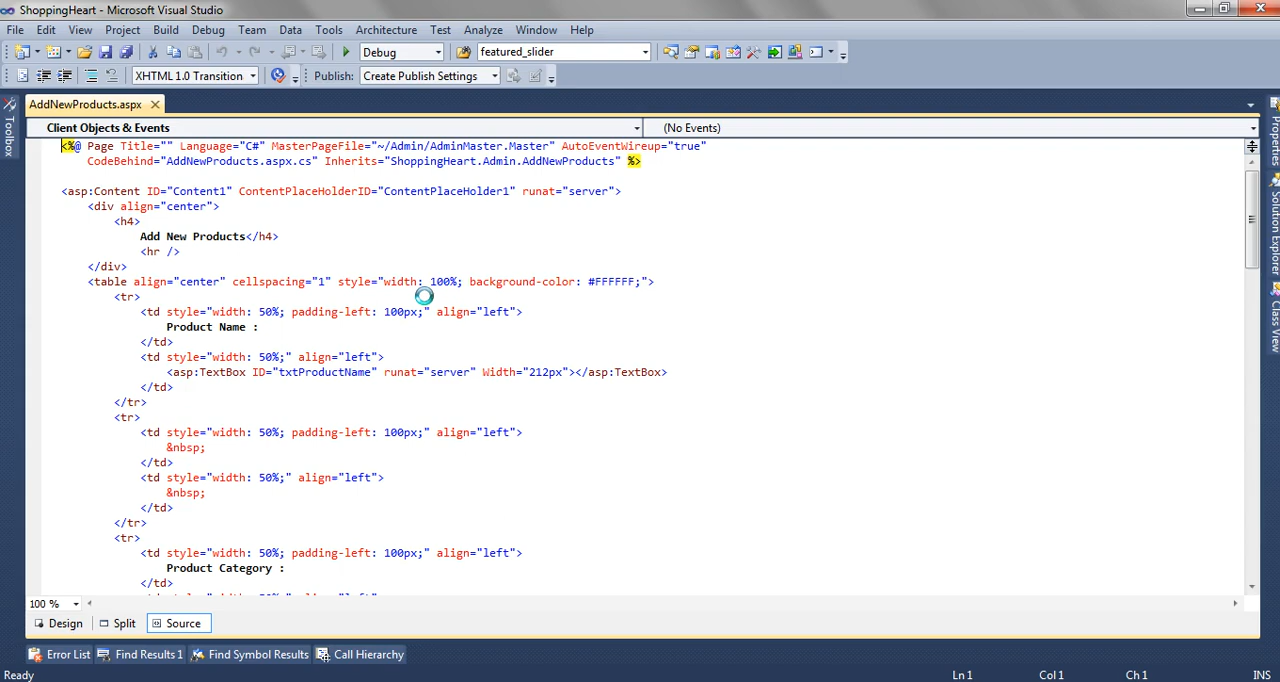 ShoppingHeart - Microsoft Visual Studio
File Edit View Project Build Debug Team Data Tools Architecture Test Analyze Window Help
Debug featured_slider
XHTML 1.0 Transition Publish: Create Publish Settings
AddNewProducts.aspx
Client Objects & Events (No Events)
<%@ Page Title="" Language="C#" MasterPageFile="~/Admin/AdminMaster.Master" AutoEventWireup="true"
CodeBehind="AddNewProducts.aspx.cs" Inherits="ShoppingHeart.Admin.AddNewProducts" %>
<asp:Content ID="Content1" ContentPlaceHolderID="ContentPlaceHolder1" runat="server">
<div align="center">
<h4>
Add New Products</h4>
<hr />
</div>
<table align="center" cellspacing="1" style="width: 100%; background-color: #FFFFFF;">
<tr>
<td style="width: 50%; padding-left: 100px;" align="left">
Product Name :
</td>
<td style="width: 50%;" align="left">
<asp:TextBox ID="txtProductName" runat="server" Width="212px"></asp:TextBox>
</td>
</tr>
<tr>
<td style="width: 50%; padding-left: 100px;" align="left">
&nbsp;
</td>
<td style="width: 50%;" align="left">
&nbsp;
</td>
</tr>
<tr>
<td style="width: 50%; padding-left: 100px;" align="left">
Product Category :
</td>
100 %
Design Split Source
Error List Find Results 1 Find Symbol Results Call Hierarchy
Ready Ln 1 Col 1 Ch 1 INS
Toolbox
Properties
Solution Explorer
Class View